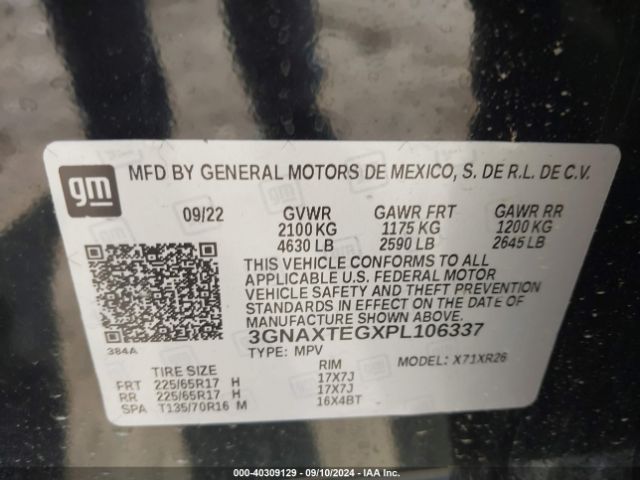 gm
MFD BY GENERAL MOTORS DE MEXICO, S. DE R.L. DE C.V.
09/22 GVWR GAWR FRT GAWR RR
2100 KG 1175 KG 1200 KG
4630 LB 2590 LB 2645 LB
THIS VEHICLE CONFORMS TO ALL
APPLICABLE U.S. FEDERAL MOTOR
VEHICLE SAFETY AND THEFT PREVENTION
STANDARDS IN EFFECT ON THE DATE OF
MANUFACTURE SHOWN ABOVE.
3GNAXTEGXPL106337
384A
TYPE: MPV MODEL: X71XR26
TIRE SIZE RIM
FRT 225/65R17 H 17X7J
RR 225/65R17 H 17X7J
SPA T135/70R16 M 16X4BT
000-40309129 - 09/10/2024 - IAA Inc.